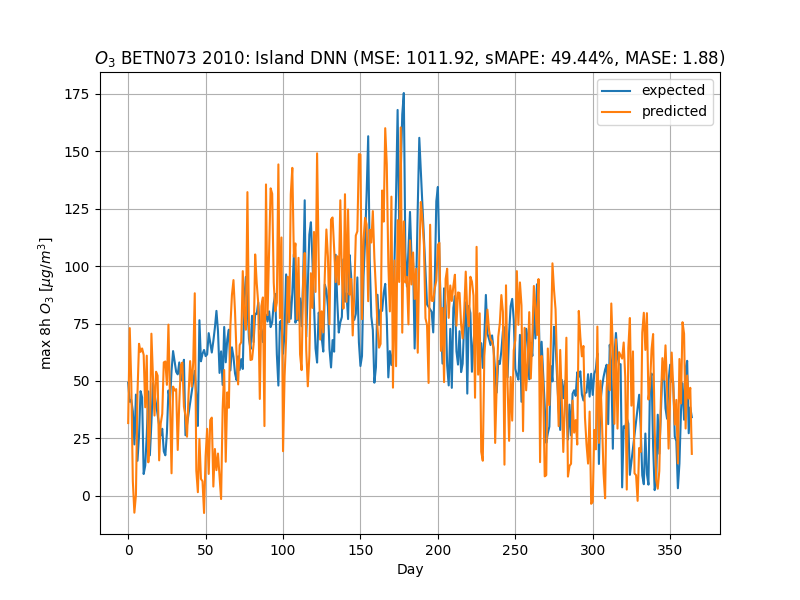 O3 BETN073 2010: Island DNN (MSE: 1011.92, sMAPE: 49.44%, MASE: 1.88)
expected
predicted
175
150
125
100
75
50
25
0
max 8h O3 [μg/m³]
0 50 100 150 200 250 300 350
Day